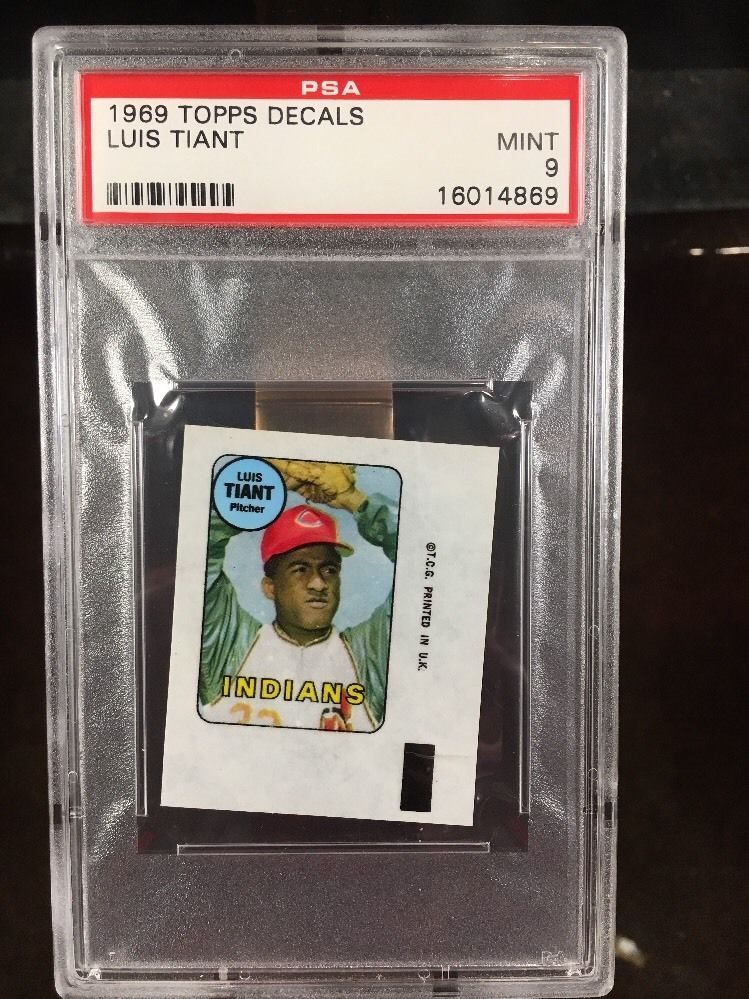 PSA
1969 TOPPS DECALS
LUIS TIANT
MINT
9
16014869
LUIS
TIANT
Pitcher
C
INDIANS
©T.C.G. PRINTED IN U.K.